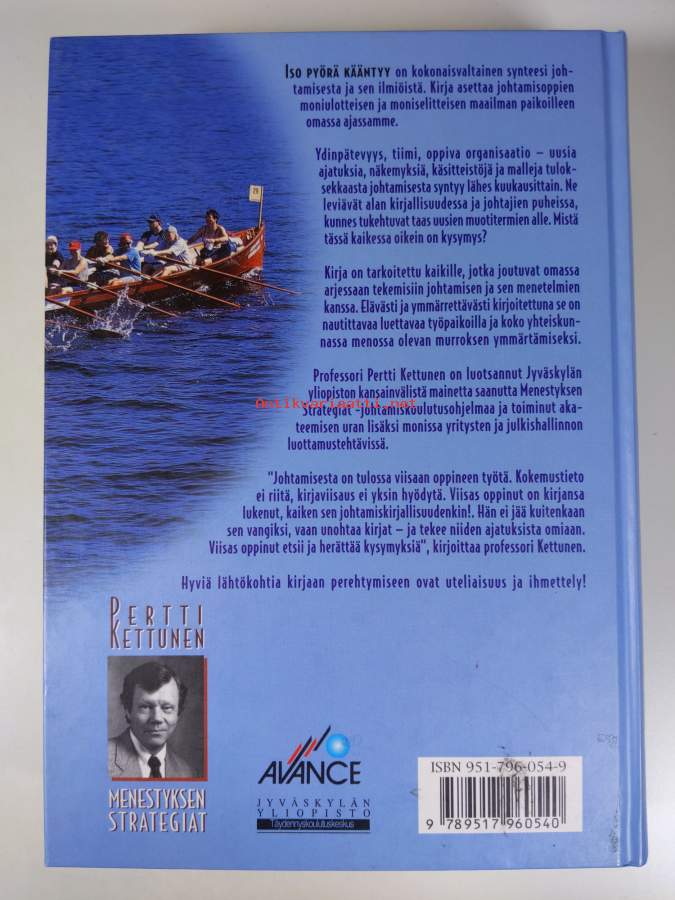 ISO PYÖRÄ KÄÄNTYY on kokonaisvaltainen synteesi joh-
tamisesta ja sen ilmiöistä. Kirja asettaa johtamisoppien
moniulotteisen ja moniselitteisen maailman paikoilleen
omassa ajassamme.
Ydinpätevyys, tiimi, oppiva organisaatio – uusia
ajatuksia, näkemyksiä, käsitteistöjä ja malleja tulok-
sekkaasta johtamisesta syntyy lähes kuukausittain. Ne
leviävät alan kirjallisuudessa ja johtajien puheissa,
kunnes tukehtuvat taas uusien muotitermien alle. Mistä
tässä kaikessa oikein on kysymys?
Kirja on tarkoitettu kaikille, jotka joutuvat omassa
arjessaan tekemisiin johtamisen ja sen menetelmien
kanssa. Elävästi ja ymmärrettävästi kirjoitettuna se on
nautittavaa luettavaa työpaikoilla ja koko yhteiskun-
nassa menossa olevan murroksen ymmärtämiseksi.
Professori Pertti Kettunen on luotsannut Jyväskylän
yliopiston kansainvälistä mainetta saanutta Menestyksen
Strategiat -johtamiskoulutusohjelmaa ja toiminut aka-
teemisen uran lisäksi monissa yritysten ja julkishallinnon
luottamustehtävissä.
"Johtamisesta on tulossa viisaan oppineen työtä. Kokemustieto
ei riitä, kirjaviisaus ei yksin hyödytä. Viisas oppinut on kirjansa
lukenut, kaiken sen johtamiskirjallisuudenkin!. Hän ei jää kuitenkaan
sen vangiksi, vaan unohtaa kirjat – ja tekee niiden ajatuksista omiaan.
Viisas oppinut etsii ja herättää kysymyksiä", kirjoittaa professori Kettunen.
Hyviä lähtökohtia kirjaan perehtymiseen ovat uteliaisuus ja ihmettely!
Antikvariaatti.net
PERTTI
KETTUNEN
MENESTYKSEN
STRATEGIAT
AVANCE
JYVÄSKYLÄN
YLIOPISTO
Täydennyskoulutuskeskus
ISBN 951-796-054-9
9 789517 960540